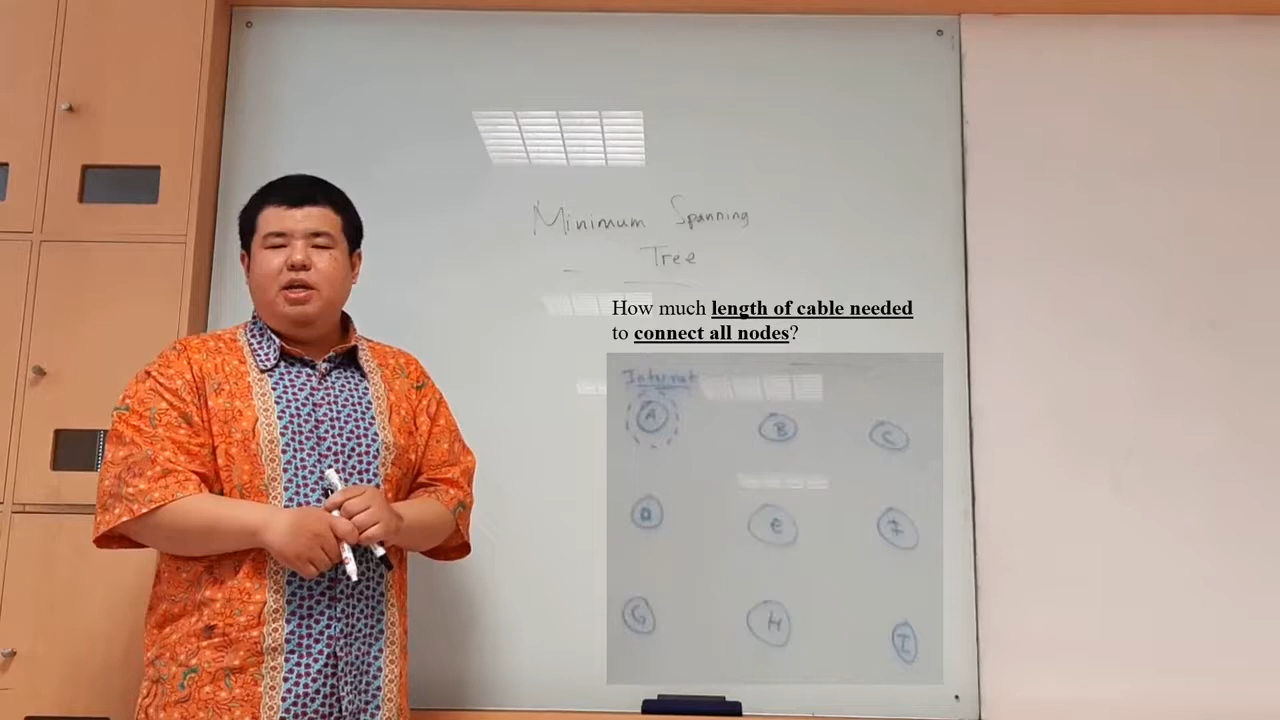 Minimum Spanning
Tree
How much length of cable needed
to connect all nodes?
Internet
A B C
D E F
G H I